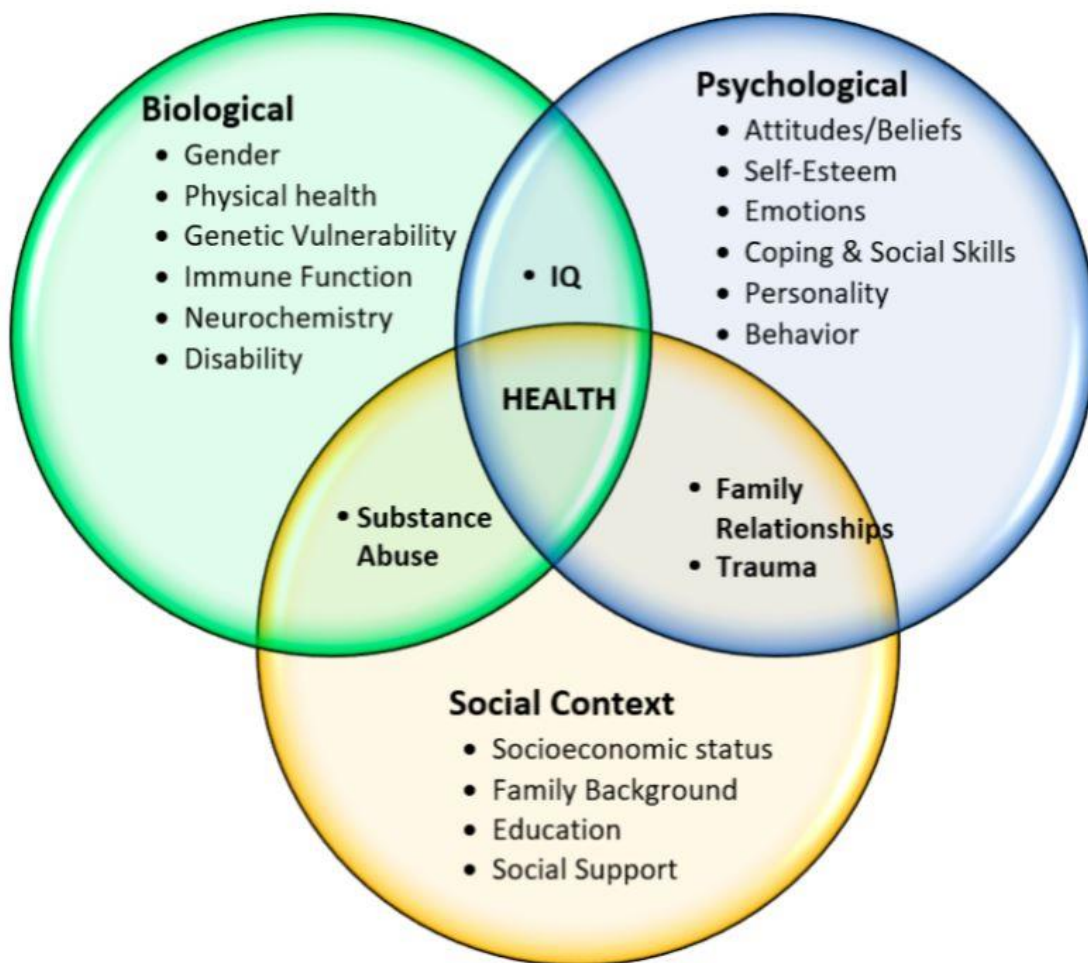 Biological
• Gender
• Physical health
• Genetic Vulnerability
• Immune Function
• Neurochemistry
• Disability
Psychological
• Attitudes/Beliefs
• Self-Esteem
• Emotions
• Coping & Social Skills
• Personality
• Behavior
• IQ
HEALTH
• Substance
Abuse
• Family
Relationships
• Trauma
Social Context
• Socioeconomic status
• Family Background
• Education
• Social Support